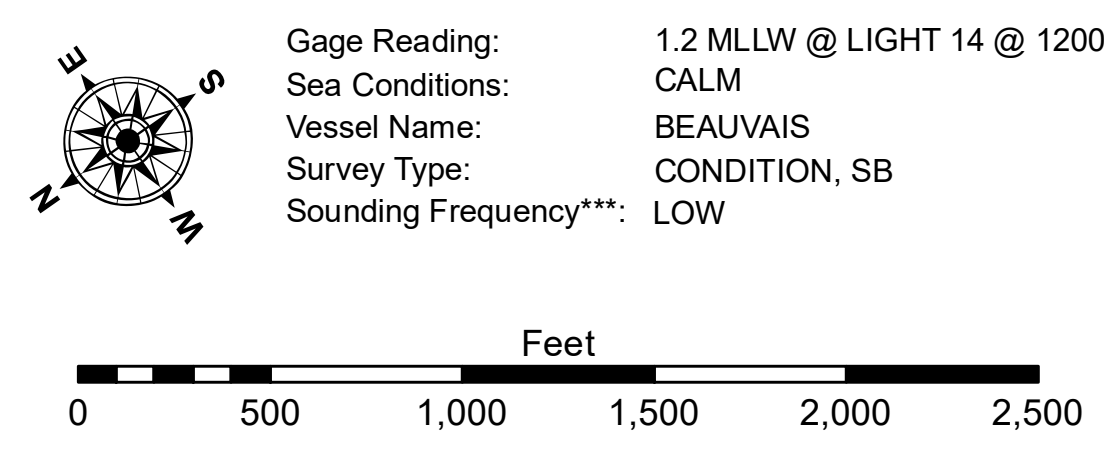 E
S
N
W
Gage Reading: 1.2 MLLW @ LIGHT 14 @ 1200
Sea Conditions: CALM
Vessel Name: BEAUVAIS
Survey Type: CONDITION, SB
Sounding Frequency***: LOW
Feet
0 500 1,000 1,500 2,000 2,500